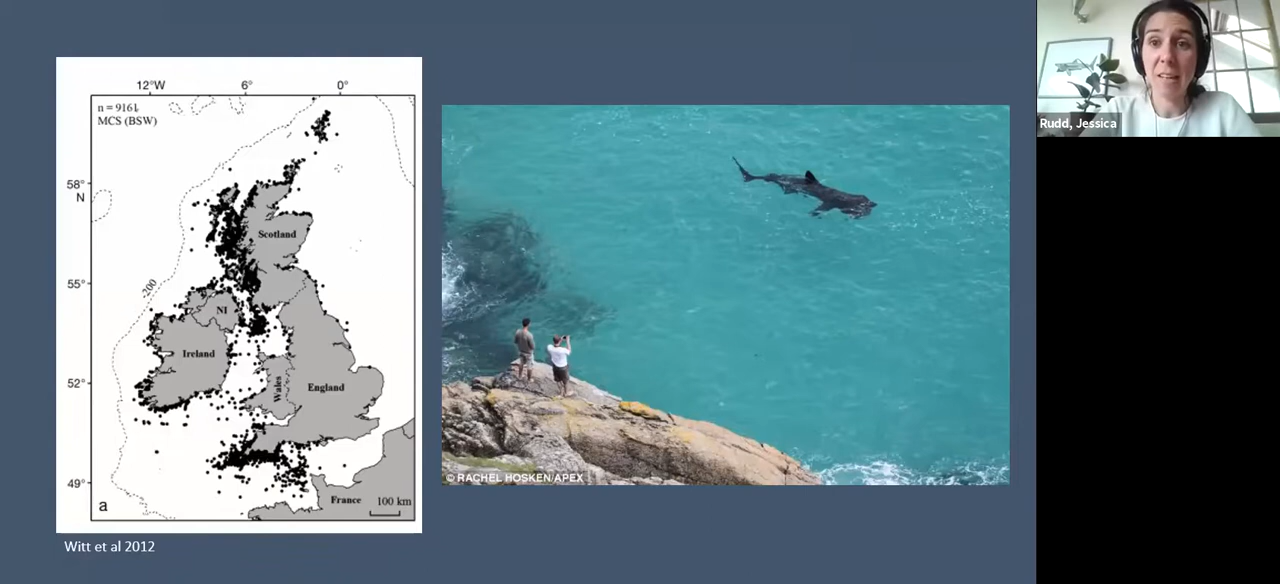 12°W 6° 0°
n = 9161
MCS (BSW)
58°
N
Scotland
200
55°
NI
Ireland
52°
Wales
England
49°
a
France
100 km
Witt et al 2012
© RACHEL HOSKEN/APEX
Rudd, Jessica